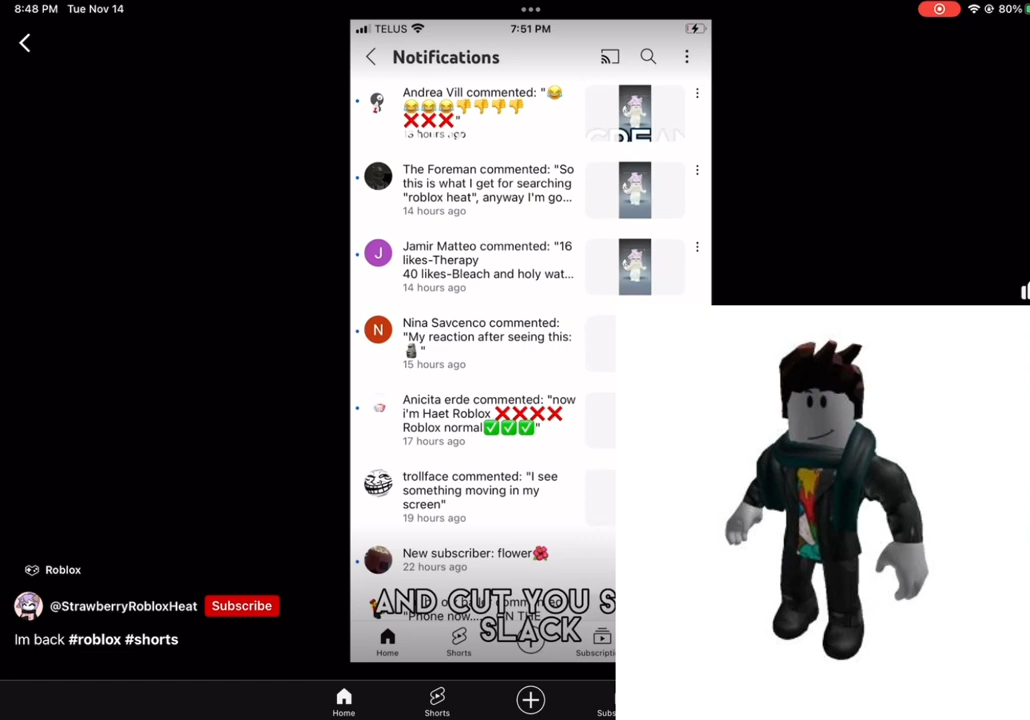 8:48 PM Tue Nov 14
80%
TELUS
7:51 PM
Notifications
Andrea Vill commented: "😂
😂😂😂👎👎👎👎
❌❌❌"
14 hours ago
The Foreman commented: "So
this is what I get for searching
"roblox heat", anyway I'm go...
14 hours ago
Jamir Matteo commented: "16
likes-Therapy
40 likes-Bleach and holy wat...
14 hours ago
J
N
Nina Savcenco commented:
"My reaction after seeing this:
🗿"
15 hours ago
Anicita erde commented: "now
i'm Haet Roblox ❌❌❌❌
Roblox normal✅✅✅"
17 hours ago
trollface commented: "I see
something moving in my
screen"
19 hours ago
New subscriber: flower🌺
22 hours ago
AND CUT YOU S
SLACK
Home
Shorts
Subscripti
Roblox
@StrawberryRobloxHeat
Subscribe
Im back #roblox #shorts
Home
Shorts
Subs